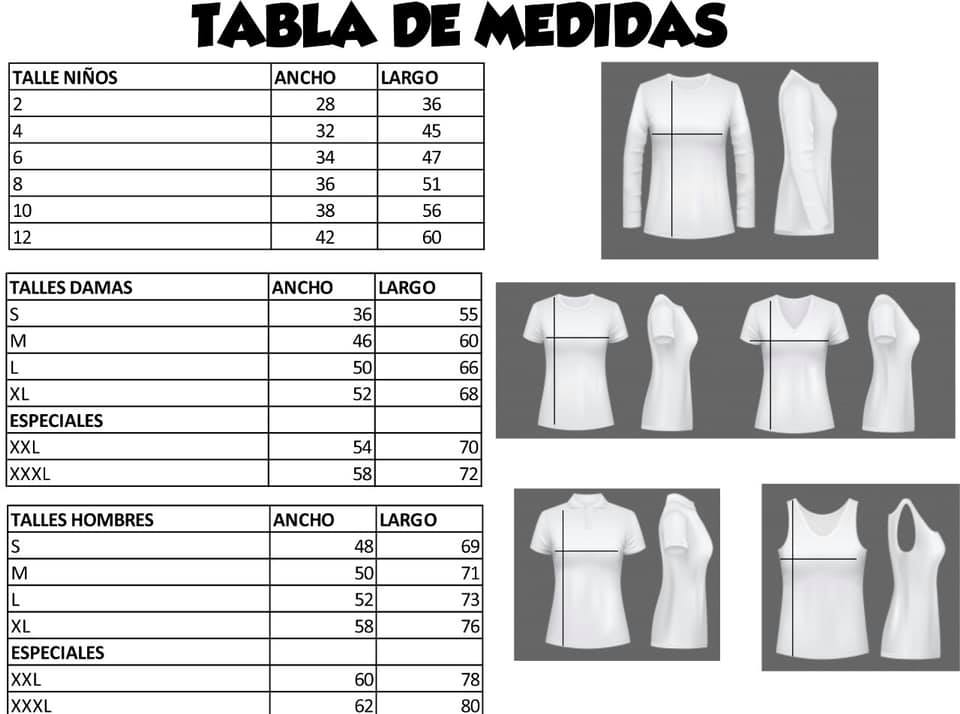 TABLA DE MEDIDAS
TALLE NIÑOS ANCHO LARGO
2 28 36
4 32 45
6 34 47
8 36 51
10 38 56
12 42 60
TALLES DAMAS ANCHO LARGO
S 36 55
M 46 60
L 50 66
XL 52 68
ESPECIALES
XXL 54 70
XXXL 58 72
TALLES HOMBRES ANCHO LARGO
S 48 69
M 50 71
L 52 73
XL 58 76
ESPECIALES
XXL 60 78
XXXL 62 80